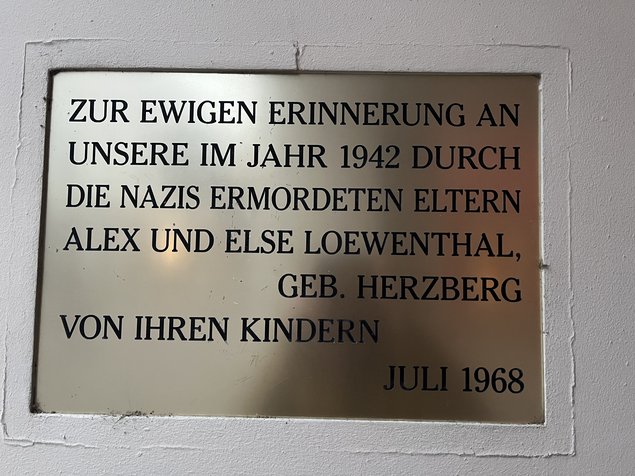 ZUR EWIGEN ERINNERUNG AN
UNSERE IM JAHR 1942 DURCH
DIE NAZIS ERMORDETEN ELTERN
ALEX UND ELSE LOEWENTHAL,
GEB. HERZBERG
VON IHREN KINDERN
JULI 1968